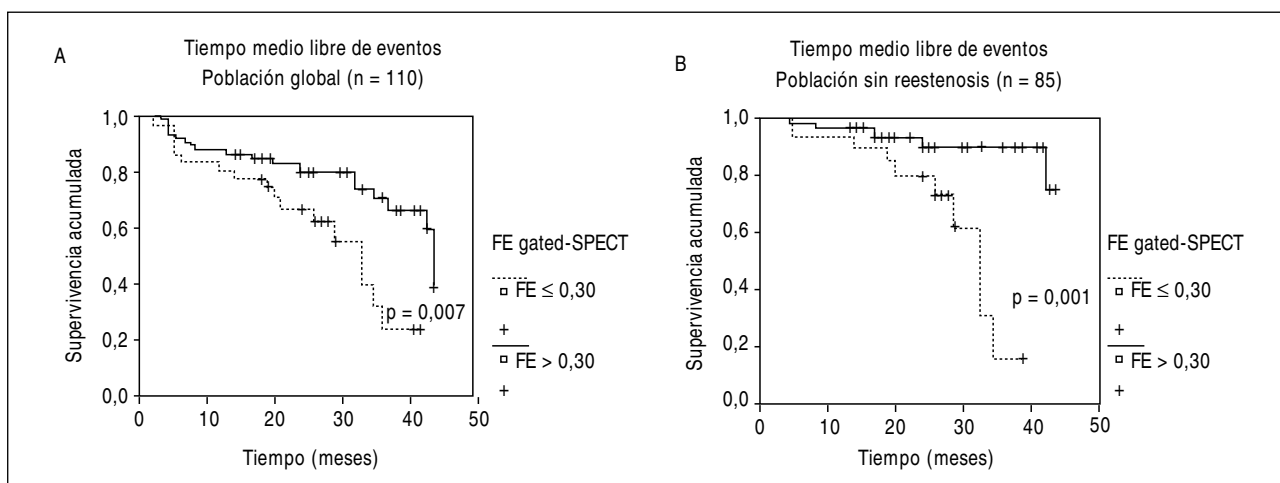 A
Tiempo medio libre de eventos
Población global (n = 110)
1,0
0,8
0,6
0,4
0,2
0,0
Supervivencia acumulada
p = 0,007
0 10 20 30 40 50
Tiempo (meses)
FE gated-SPECT
FE ≤ 0,30
FE > 0,30
B
Tiempo medio libre de eventos
Población sin reestenosis (n = 85)
1,0
0,8
0,6
0,4
0,2
0,0
Supervivencia acumulada
p = 0,001
0 10 20 30 40 50
Tiempo (meses)
FE gated-SPECT
FE ≤ 0,30
FE > 0,30